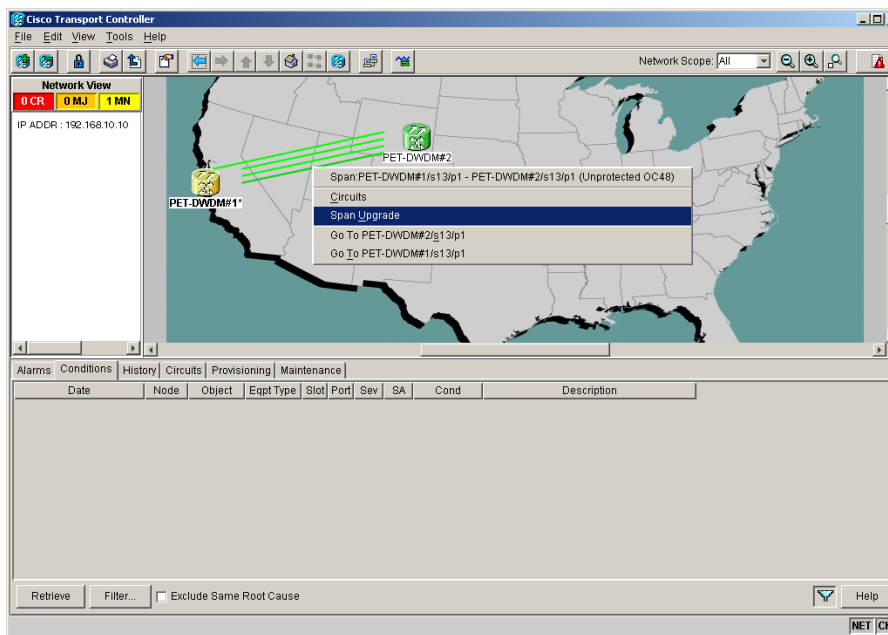 Cisco Transport Controller
File Edit View Tools Help
Network Scope: All
Network View
0 CR 0 MJ 1 MN
IP ADDR : 192.168.10.10
PET-DWDM#2
PET-DWDM#1*
Span:PET-DWDM#1/s13/p1 - PET-DWDM#2/s13/p1 (Unprotected OC48)
Circuits
Span Upgrade
Go To PET-DWDM#2/s13/p1
Go To PET-DWDM#1/s13/p1
Alarms Conditions History Circuits Provisioning Maintenance
Date Node Object Eqpt Type Slot Port Sev SA Cond Description
Retrieve Filter... Exclude Same Root Cause Help
NET